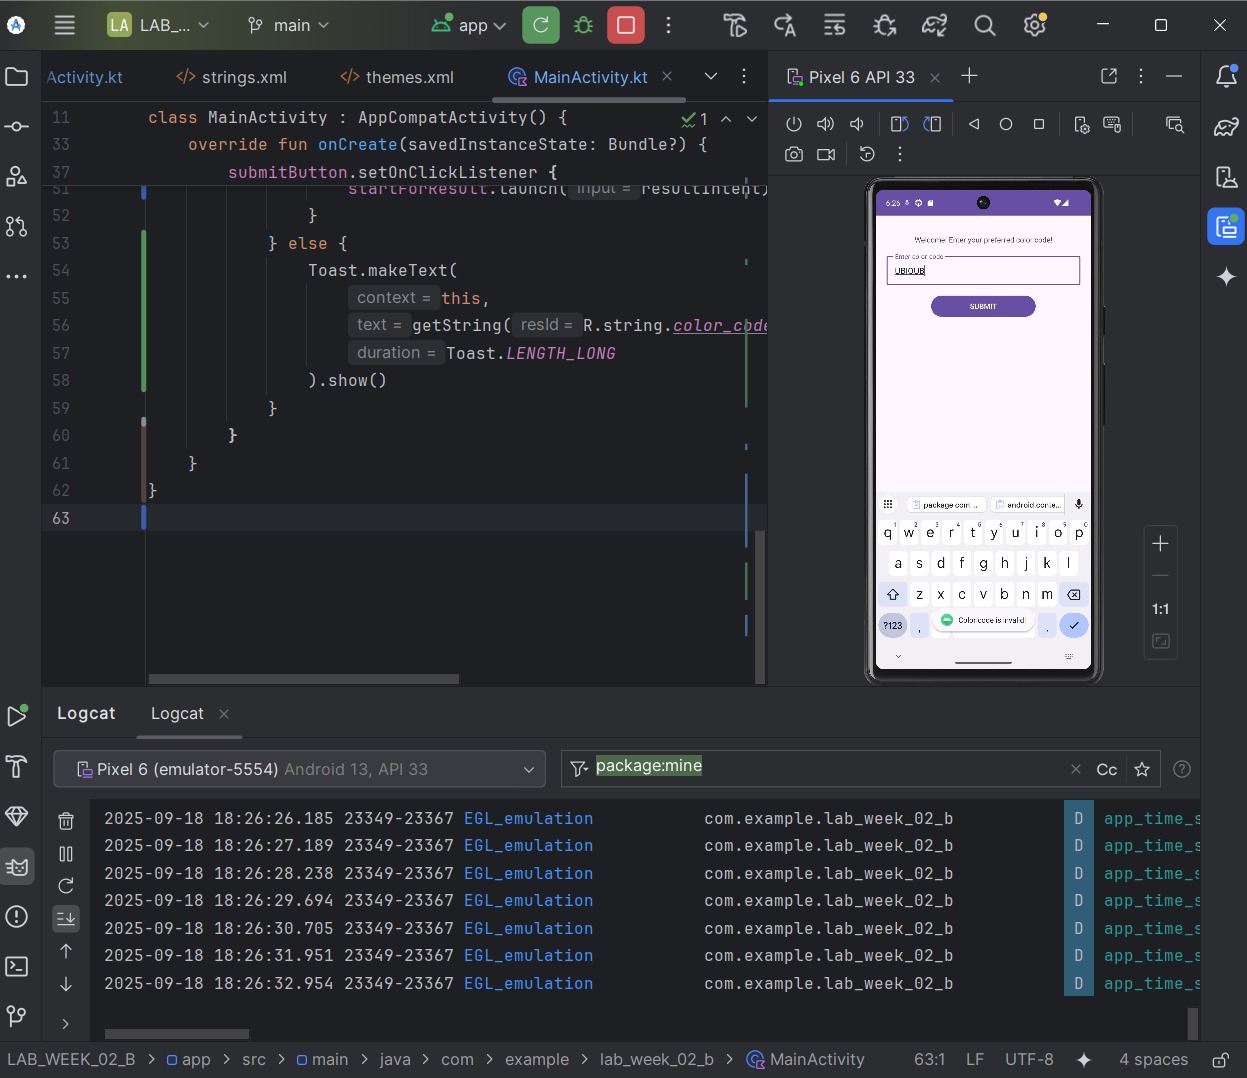 LA LAB_... main app
Activity.kt strings.xml themes.xml MainActivity.kt
Pixel 6 API 33
11 class MainActivity : AppCompatActivity() { 1
33 override fun onCreate(savedInstanceState: Bundle?) {
37 submitButton.setOnClickListener {
51 startForResult.launch( input = resultIntent)
52 }
53 } else {
54 Toast.makeText(
55 context = this,
56 text = getString( resId = R.string.color_code
57 duration = Toast.LENGTH_LONG
58 ).show()
59 }
60 }
61 }
62 }
63
6:26
Welcome! Enter your preferred color code!
Enter color code
UBIOUB
SUBMIT
package:com... android.conte...
q1 w2 e3 r4 t5 y6 u7 i8 o9 p0
a s d f g h j k l
z x c v b n m
?123 , Color code is invalid! .
1:1
Logcat Logcat
Pixel 6 (emulator-5554) Android 13, API 33 package:mine Cc
2025-09-18 18:26:26.185 23349-23367 EGL_emulation com.example.lab_week_02_b D app_time_s
2025-09-18 18:26:27.189 23349-23367 EGL_emulation com.example.lab_week_02_b D app_time_s
2025-09-18 18:26:28.238 23349-23367 EGL_emulation com.example.lab_week_02_b D app_time_s
2025-09-18 18:26:29.694 23349-23367 EGL_emulation com.example.lab_week_02_b D app_time_s
2025-09-18 18:26:30.705 23349-23367 EGL_emulation com.example.lab_week_02_b D app_time_s
2025-09-18 18:26:31.951 23349-23367 EGL_emulation com.example.lab_week_02_b D app_time_s
2025-09-18 18:26:32.954 23349-23367 EGL_emulation com.example.lab_week_02_b D app_time_s
LAB_WEEK_02_B > app > src > main > java > com > example > lab_week_02_b > MainActivity 63:1 LF UTF-8 4 spaces